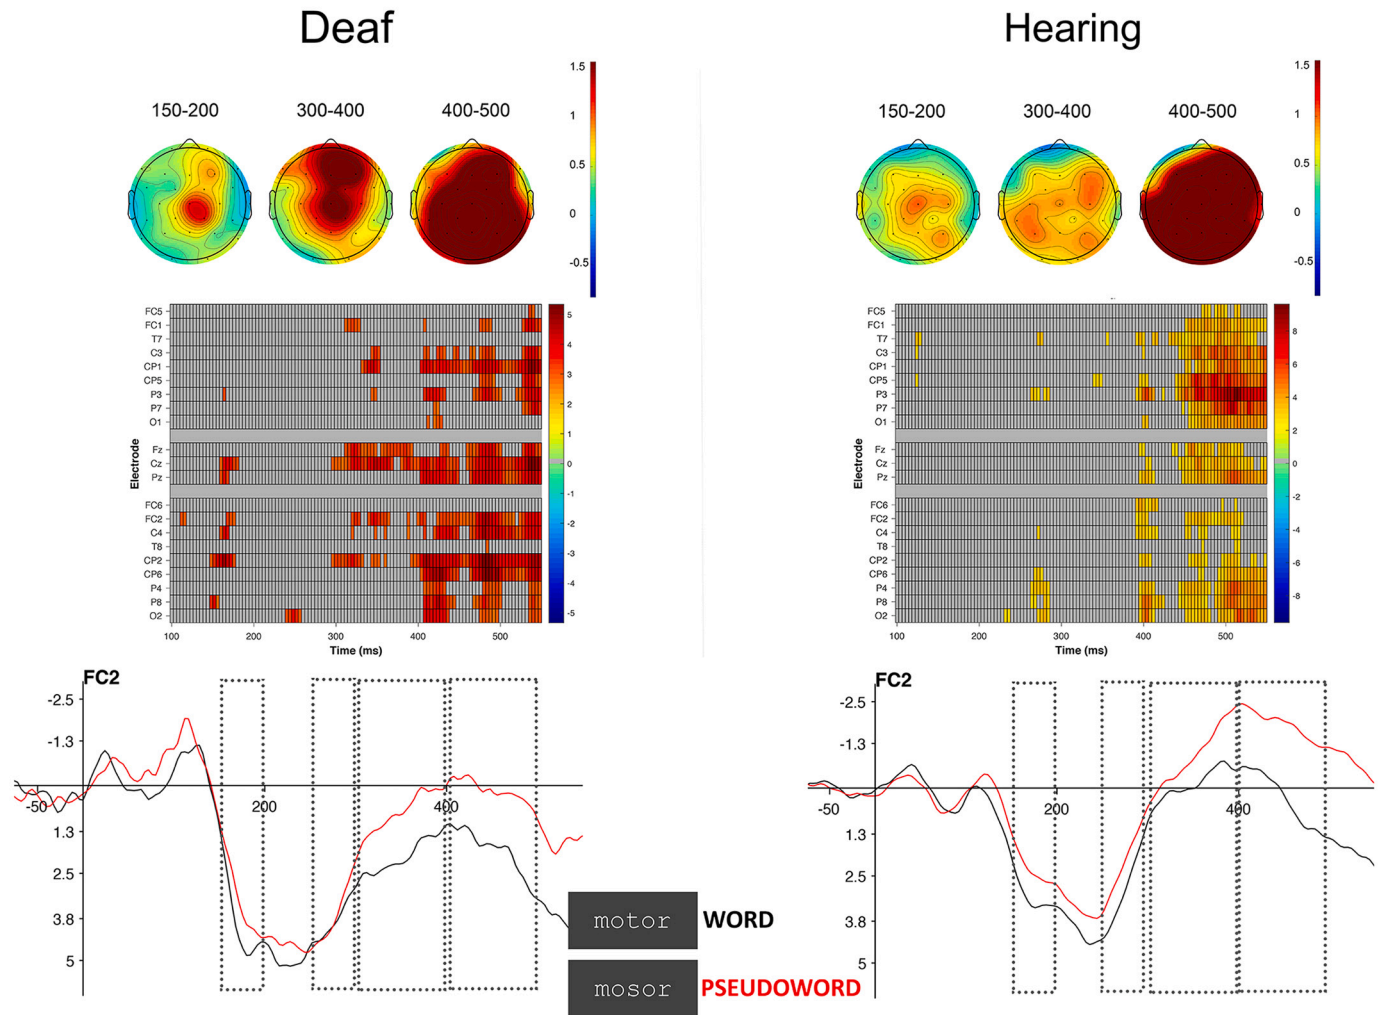 Deaf
Hearing
150-200 300-400 400-500
1.5
1
0.5
0
-0.5
150-200 300-400 400-500
1.5
1
0.5
0
-0.5
Electrode
FC5
FC1
T7
C3
CP1
CP5
P3
P7
O1
Fz
Cz
Pz
FC6
FC2
C4
T8
CP2
CP6
P4
P8
O2
100 200 300 400 500
Time (ms)
5
4
3
2
1
0
-1
-2
-3
-4
-5
Electrode
FC5
FC1
T7
C3
CP1
CP5
P3
P7
O1
Fz
Cz
Pz
FC6
FC2
C4
T8
CP2
CP6
P4
P8
O2
100 200 300 400 500
Time (ms)
8
6
4
2
0
-2
-4
-6
-8
FC2
-2.5
-1.3
-50 200 400
1.3
2.5
3.8
5
motor WORD
mosor PSEUDOWORD
FC2
-2.5
-1.3
-50 200 400
1.3
2.5
3.8
5